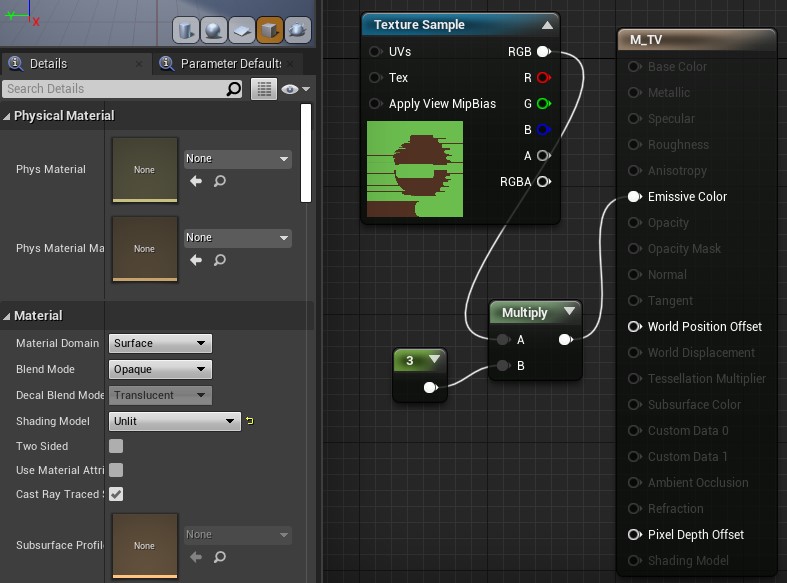 Y
X
Details
Parameter Defaults
Search Details
Physical Material
Phys Material
None
None
Phys Material Ma
None
None
Material
Material Domain
Surface
Blend Mode
Opaque
Decal Blend Mode
Translucent
Shading Model
Unlit
Two Sided
Use Material Attri
Cast Ray Traced S
Subsurface Profil
None
None
Texture Sample
UVs
Tex
Apply View MipBias
RGB
R
G
B
A
RGBA
3
Multiply
A
B
M_TV
Base Color
Metallic
Specular
Roughness
Anisotropy
Emissive Color
Opacity
Opacity Mask
Normal
Tangent
World Position Offset
World Displacement
Tessellation Multiplier
Subsurface Color
Custom Data 0
Custom Data 1
Ambient Occlusion
Refraction
Pixel Depth Offset
Shading Model